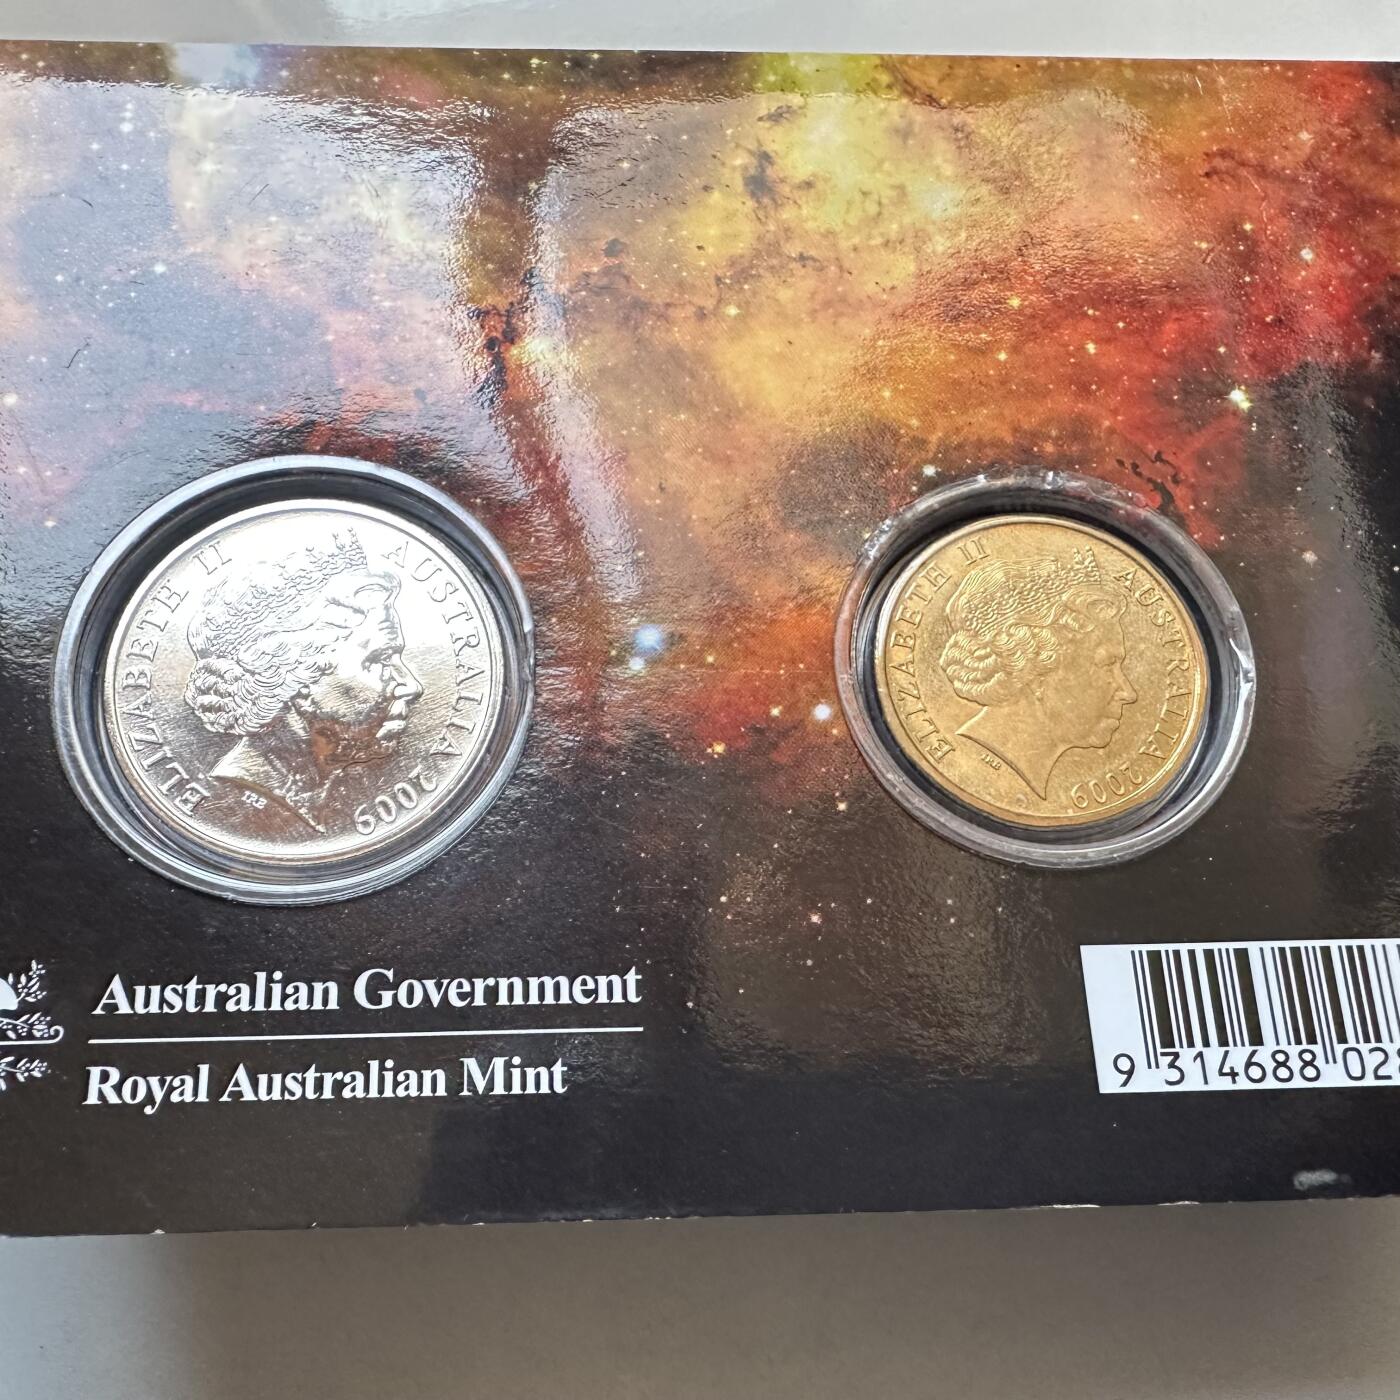 ELIZABETH II AUSTRALIA 2009
IRB
ELIZABETH II AUSTRALIA 2009
IRB
Australian Government
Royal Australian Mint
9 314688 02